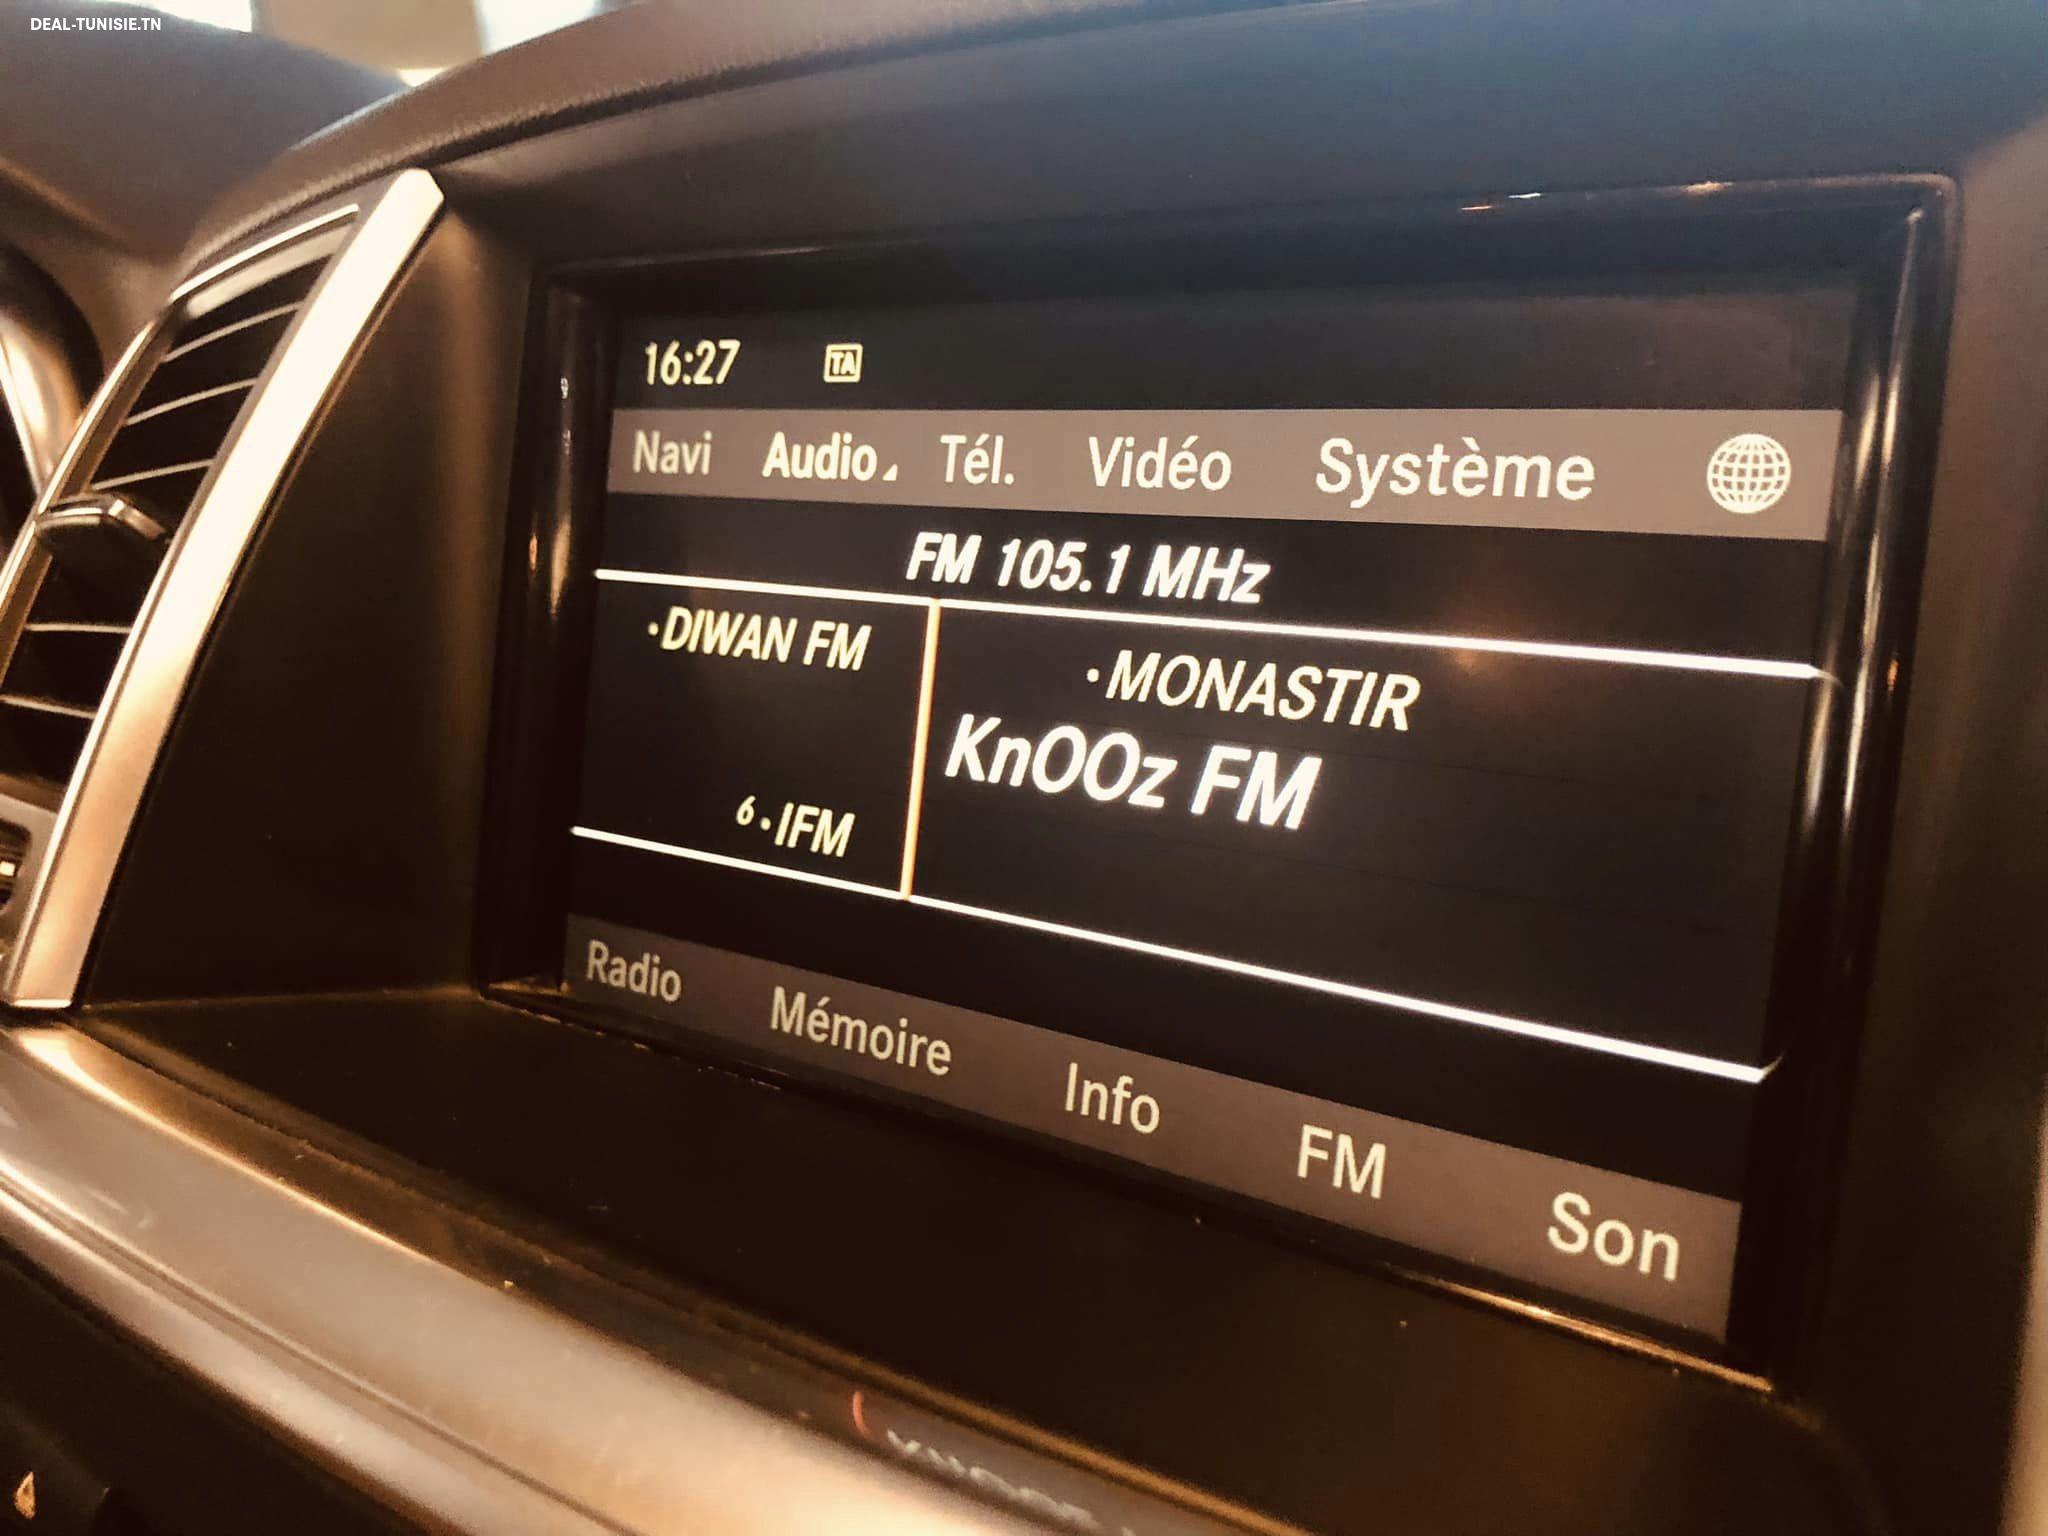 DEAL-TUNISIE.TN
16:27 TA
Navi Audio Tél. Vidéo Système
FM 105.1 MHz
·DIWAN FM
·MONASTIR
KnOOz FM
6·IFM
Radio Mémoire Info FM Son